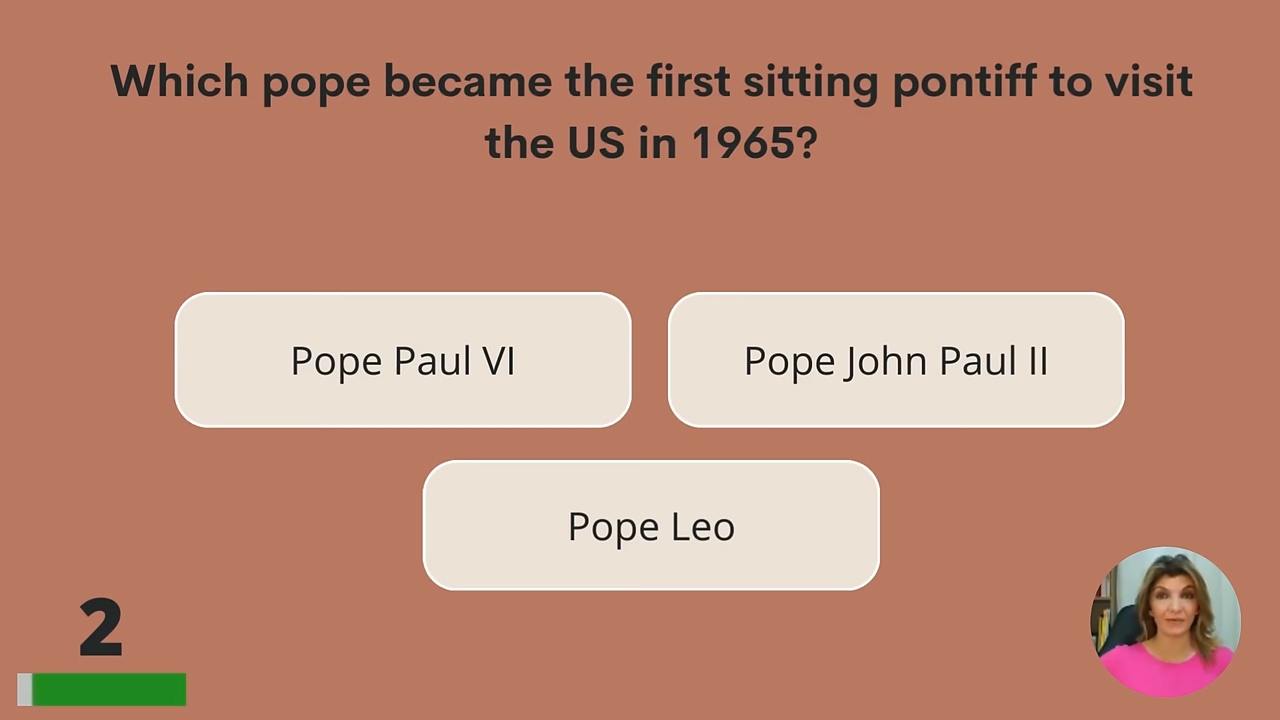 Which pope became the first sitting pontiff to visit
the US in 1965?
Pope Paul VI
Pope John Paul II
Pope Leo
2